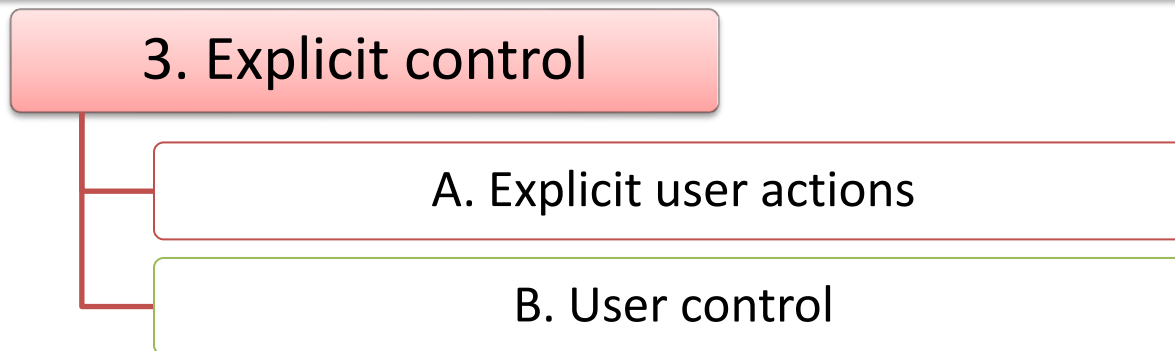 3. Explicit control
A. Explicit user actions
B. User control